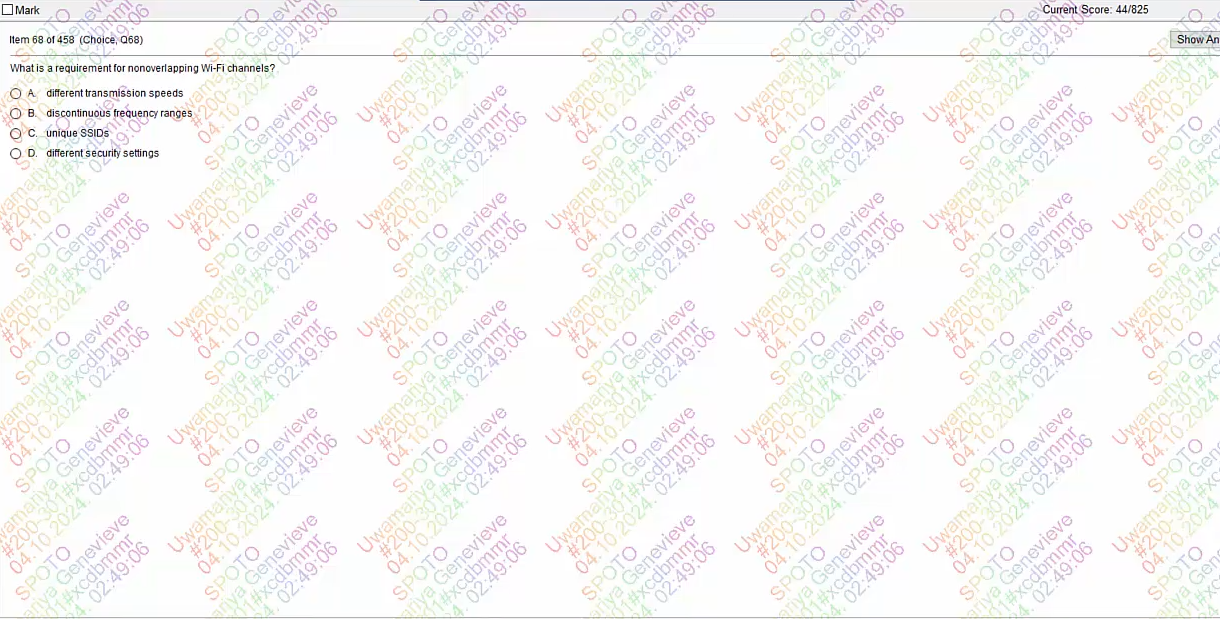 Mark
Current Score: 44/825
Item 68 of 458 (Choice, Q68)
Show An
What is a requirement for nonoverlapping Wi-Fi channels?
A. different transmission speeds
B. discontinuous frequency ranges
C. unique SSIDs
D. different security settings
SPOTO
Uwamariya Genevieve
#200-301#xcdbmmr
04.10.2024. 02:49:06